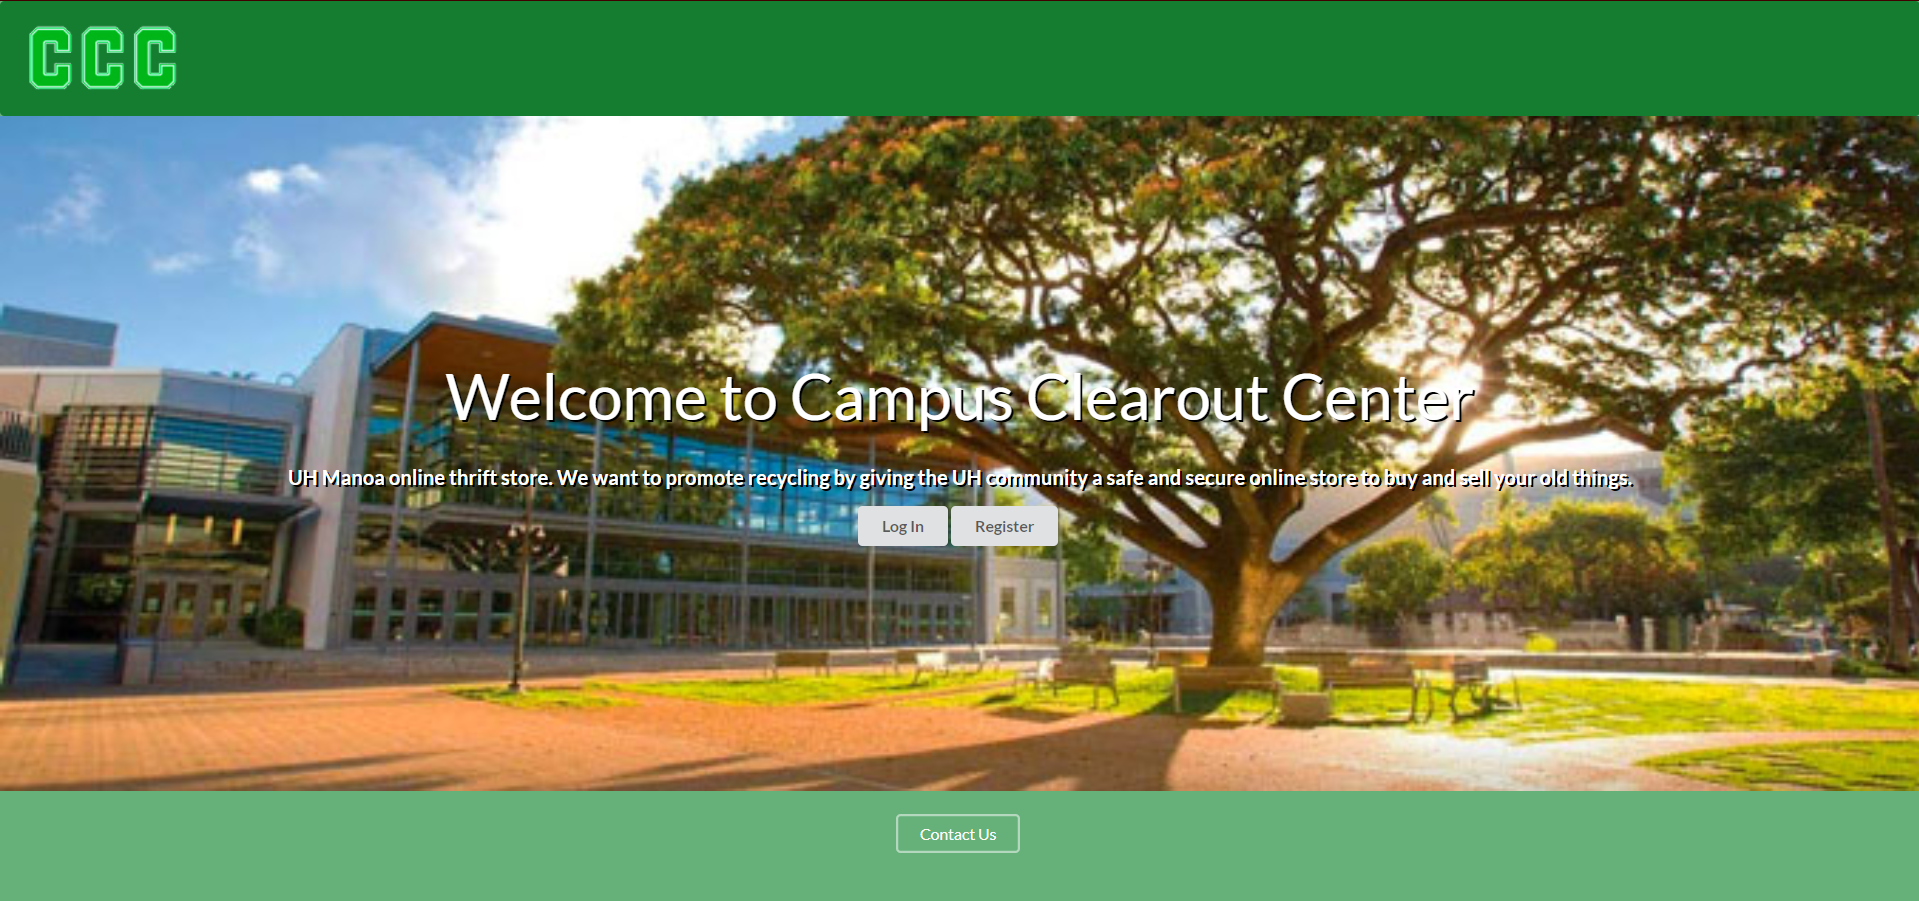 CCC
Welcome to Campus Clearout Center
UH Manoa online thrift store. We want to promote recycling by giving the UH community a safe and secure online store to buy and sell your old things.
Log In
Register
Contact Us